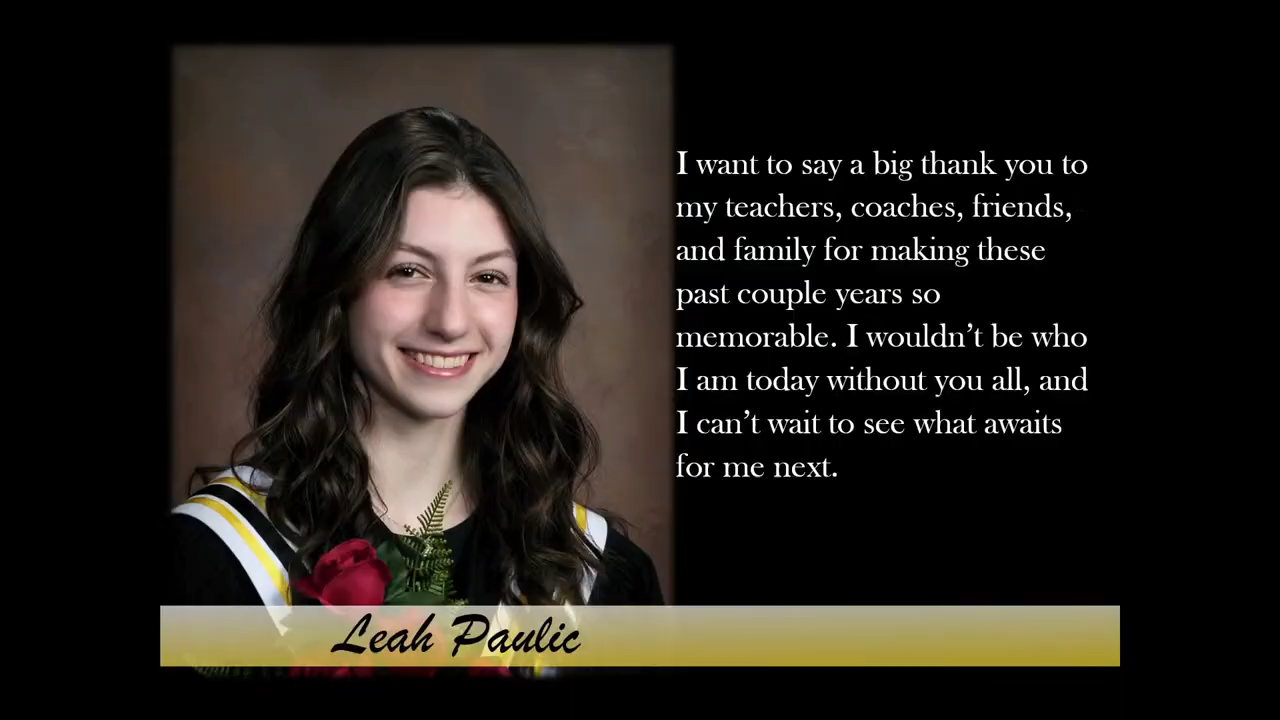 I want to say a big thank you to
my teachers, coaches, friends,
and family for making these
past couple years so
memorable. I wouldn’t be who
I am today without you all, and
I can’t wait to see what awaits
for me next.
Leah Paulic